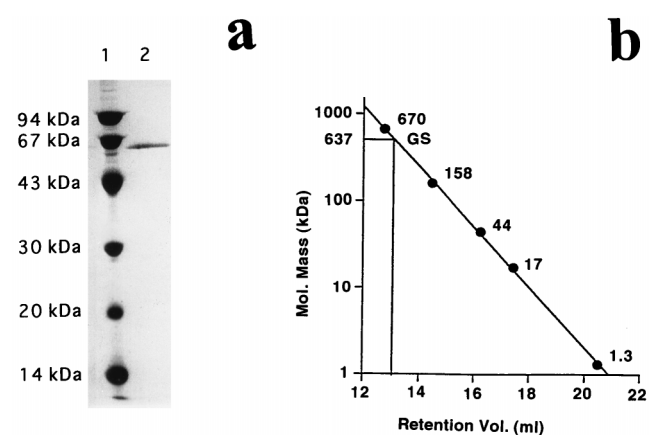 a
1 2
94 kDa
67 kDa
43 kDa
30 kDa
20 kDa
14 kDa
b
Mol. Mass (kDa)
1000
637
100
10
1
670
GS
158
44
17
1.3
12 14 16 18 20 22
Retention Vol. (ml)